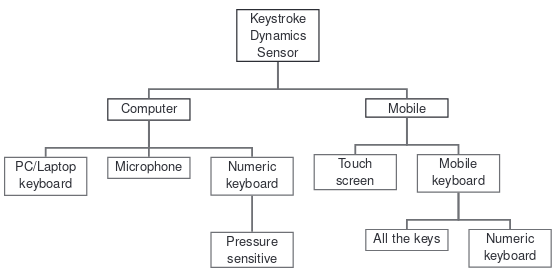 Keystroke
Dynamics
Sensor
Computer
Mobile
PC/Laptop
keyboard
Microphone
Numeric
keyboard
Touch
screen
Mobile
keyboard
Pressure
sensitive
All the keys
Numeric
keyboard